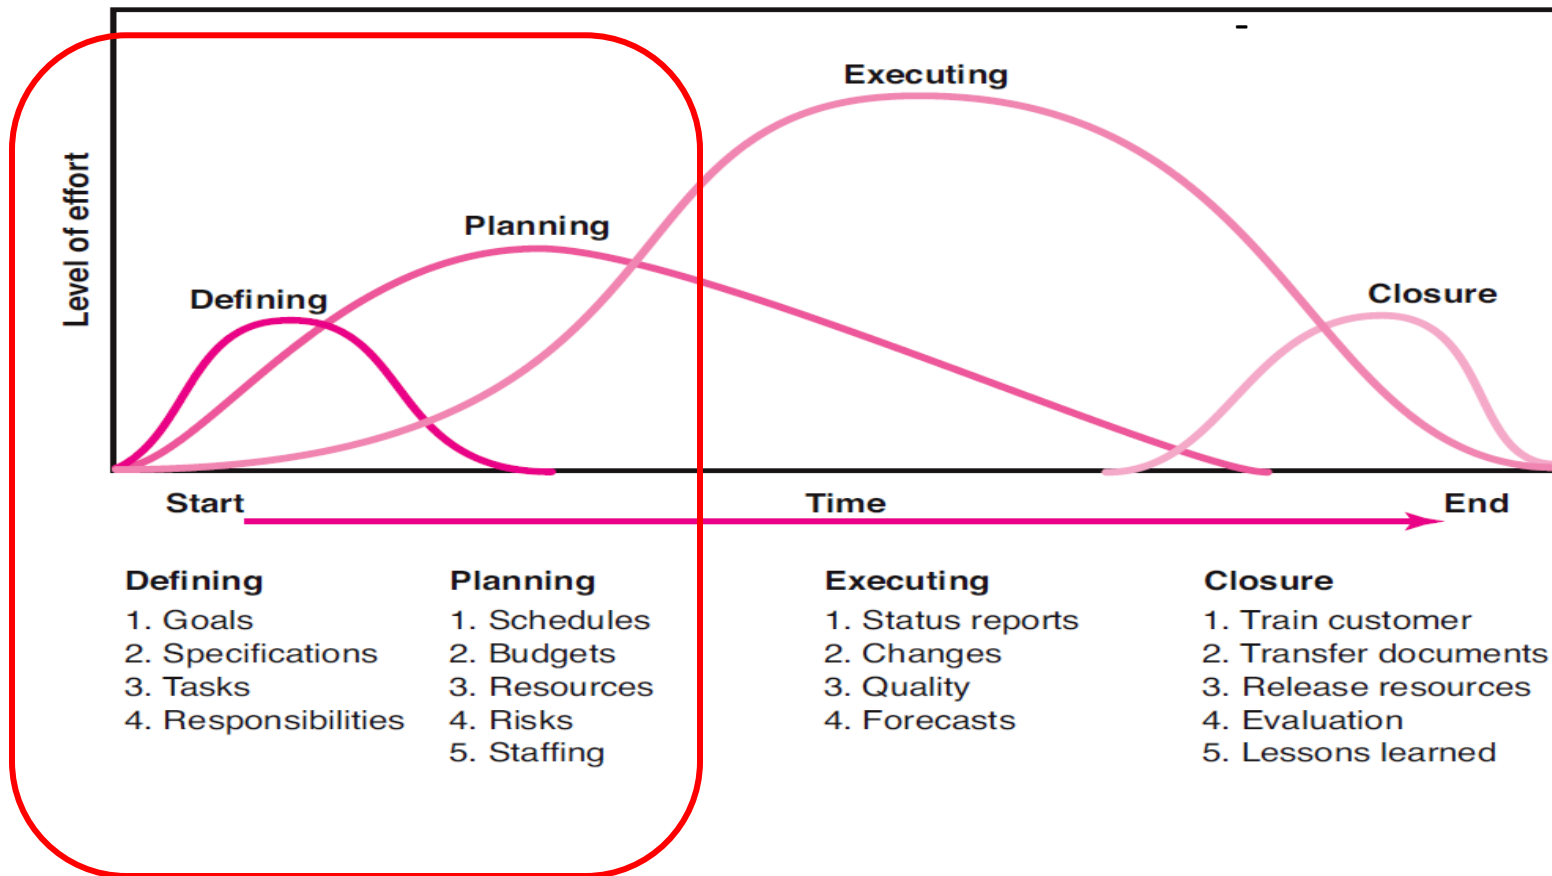 Executing
Level of effort
Planning
Defining
Closure
Start
Time
End
Defining
1. Goals
2. Specifications
3. Tasks
4. Responsibilities
Planning
1. Schedules
2. Budgets
3. Resources
4. Risks
5. Staffing
Executing
1. Status reports
2. Changes
3. Quality
4. Forecasts
Closure
1. Train customer
2. Transfer documents
3. Release resources
4. Evaluation
5. Lessons learned